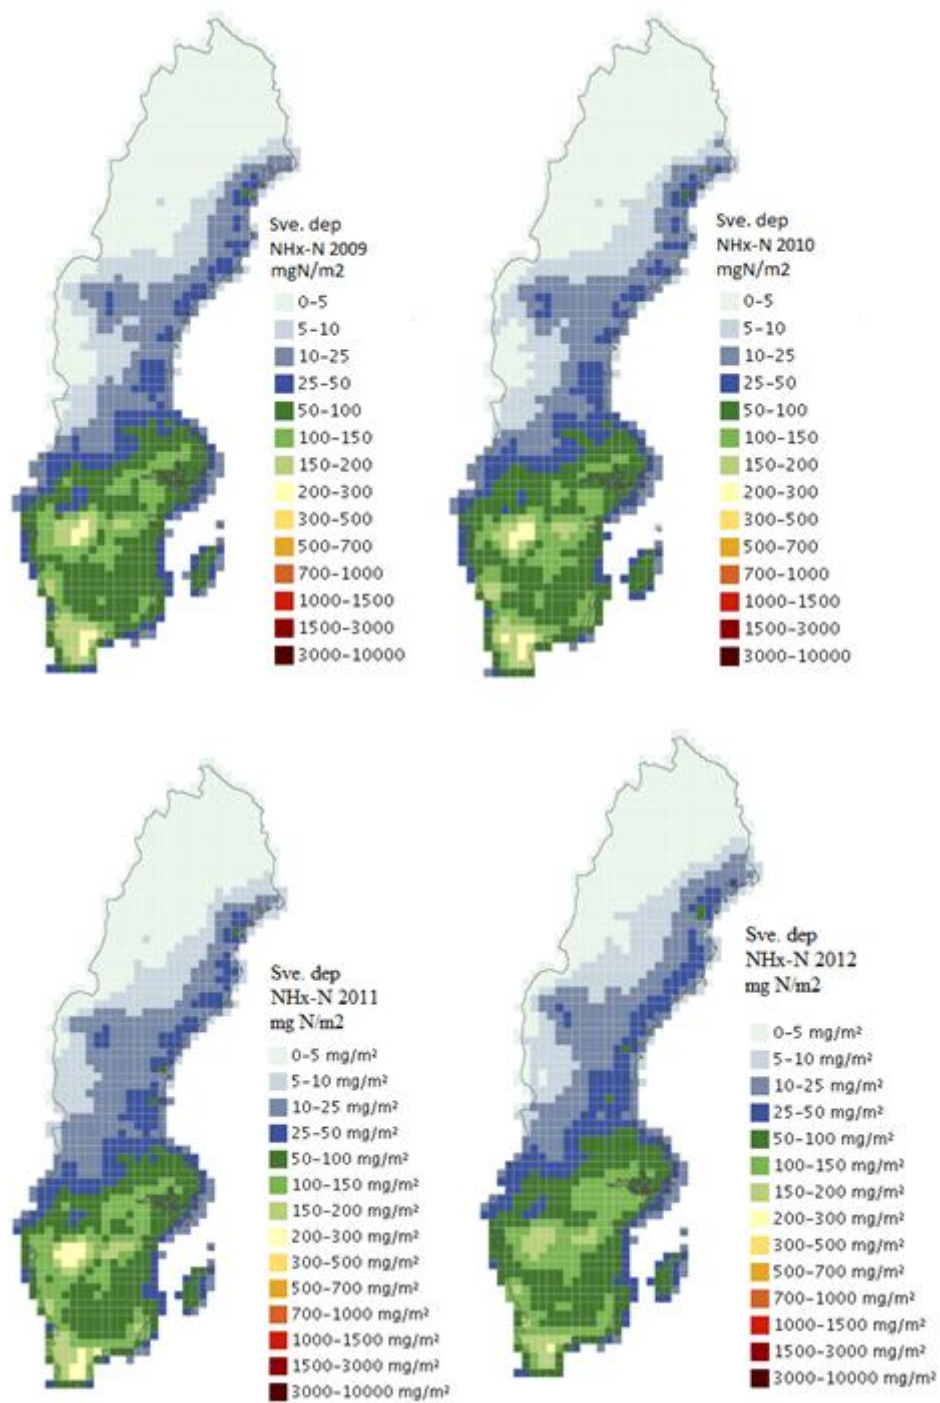 Sve. dep
NHx-N 2009
mgN/m2
0–5
5–10
10–25
25–50
50–100
100–150
150–200
200–300
300–500
500–700
700–1000
1000–1500
1500–3000
3000–10000
Sve. dep
NHx-N 2010
mgN/m2
0–5
5–10
10–25
25–50
50–100
100–150
150–200
200–300
300–500
500–700
700–1000
1000–1500
1500–3000
3000–10000
Sve. dep
NHx-N 2011
mg N/m2
0–5 mg/m²
5–10 mg/m²
10–25 mg/m²
25–50 mg/m²
50–100 mg/m²
100–150 mg/m²
150–200 mg/m²
200–300 mg/m²
300–500 mg/m²
500–700 mg/m²
700–1000 mg/m²
1000–1500 mg/m²
1500–3000 mg/m²
3000–10000 mg/m²
Sve. dep
NHx-N 2012
mg N/m2
0–5 mg/m²
5–10 mg/m²
10–25 mg/m²
25–50 mg/m²
50–100 mg/m²
100–150 mg/m²
150–200 mg/m²
200–300 mg/m²
300–500 mg/m²
500–700 mg/m²
700–1000 mg/m²
1000–1500 mg/m²
1500–3000 mg/m²
3000–10000 mg/m²